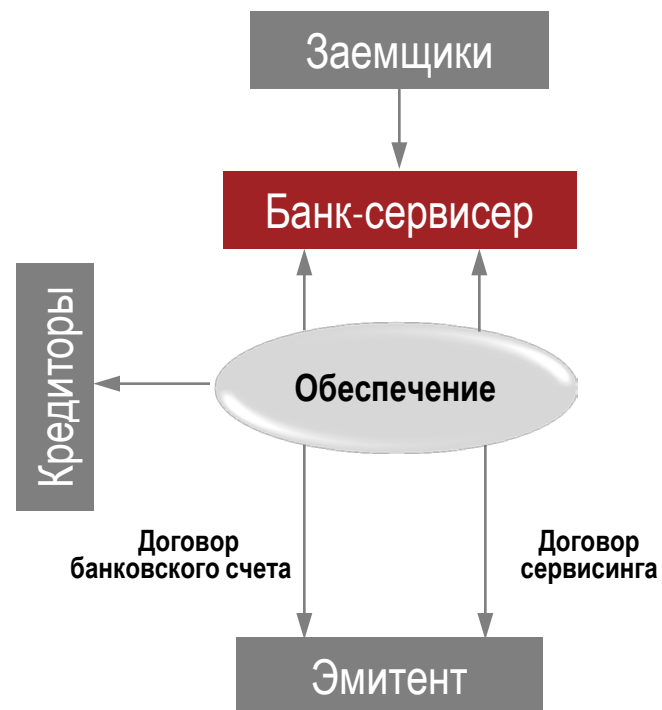 Заемщики
Банк-сервисер
Кредиторы
Обеспечение
Договор
банковского счета
Договор
сервисинга
Эмитент